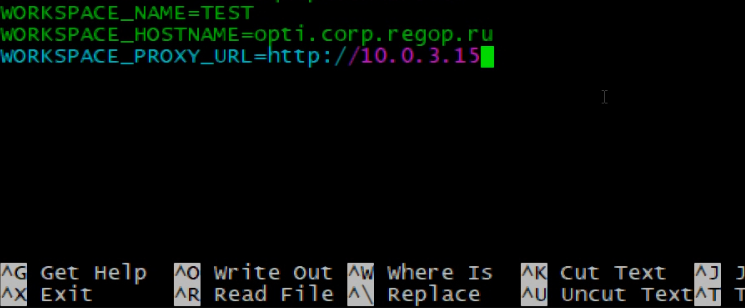 WORKSPACE_NAME=TEST
WORKSPACE_HOSTNAME=opti.corp.regop.ru
WORKSPACE_PROXY_URL=http://10.0.3.15
^G Get Help ^O Write Out ^W Where Is ^K Cut Text ^J J
^X Exit ^R Read File ^\ Replace ^U Uncut Text ^T T